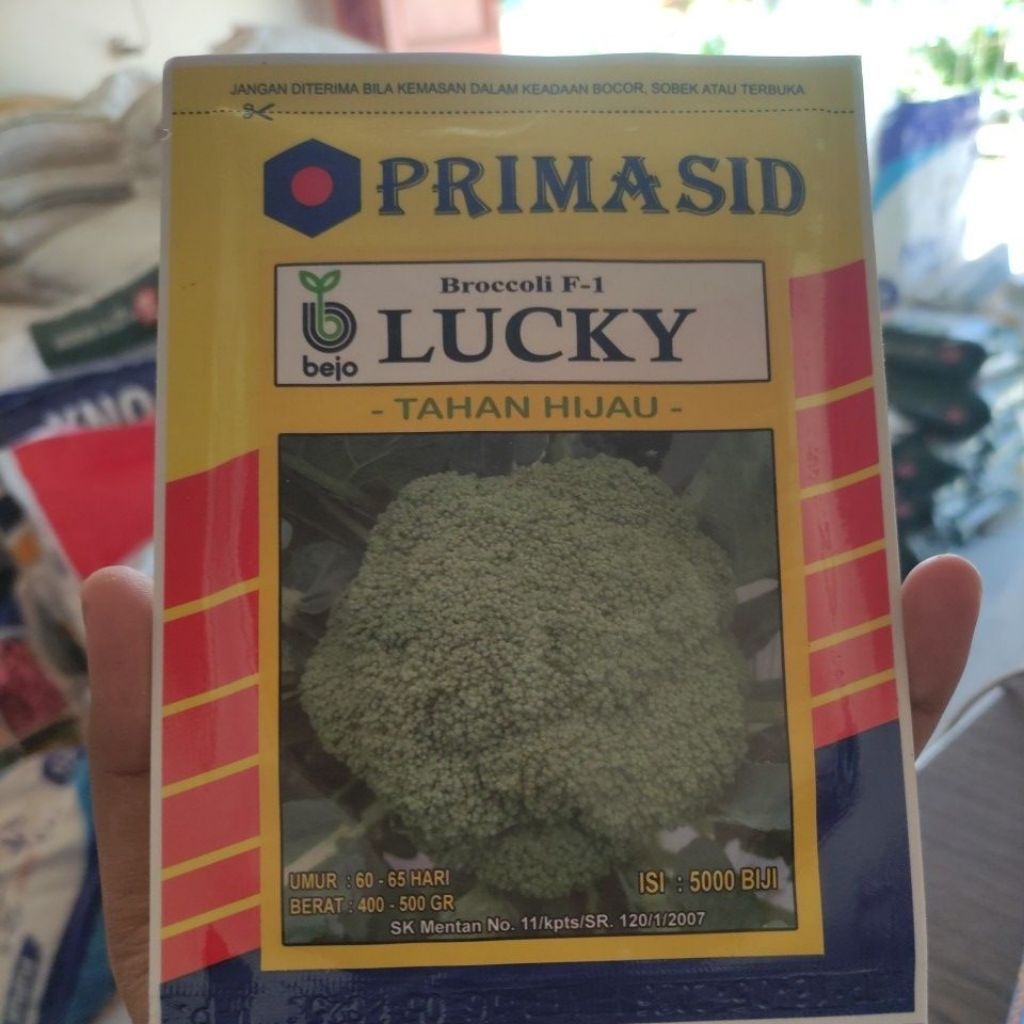 JANGAN DITERIMA BILA KEMASAN DALAM KEADAAN BOCOR, SOBEK ATAU TERBUKA
PRIMASID
Broccoli F-1
LUCKY
bejo
- TAHAN HIJAU -
UMUR : 60 - 65 HARI
BERAT : 400 - 500 GR
ISI : 5000 BIJI
SK Mentan No. 11/kpts/SR. 120/1/2007